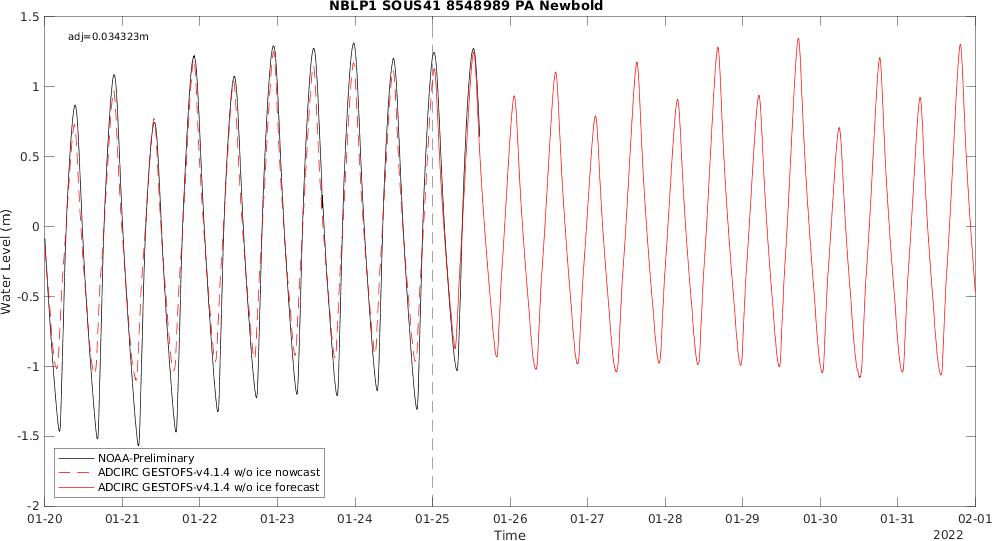 NBLP1 SOUS41 8548989 PA Newbold
adj=0.034323m
1.5
1
0.5
0
-0.5
-1
-1.5
-2
Water Level (m)
NOAA-Preliminary
ADCIRC GESTOFS-v4.1.4 w/o ice nowcast
ADCIRC GESTOFS-v4.1.4 w/o ice forecast
01-20 01-21 01-22 01-23 01-24 01-25 01-26 01-27 01-28 01-29 01-30 01-31 02-01
Time
2022